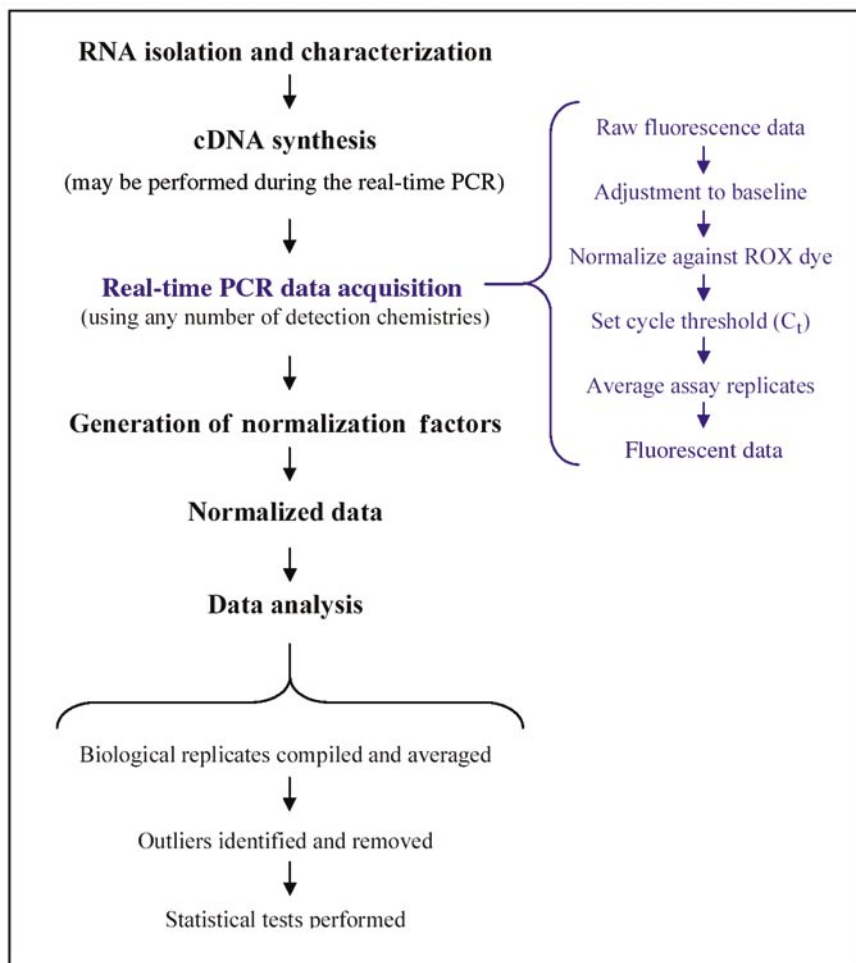 RNA isolation and characterization
cDNA synthesis
(may be performed during the real-time PCR)
Real-time PCR data acquisition
(using any number of detection chemistries)
Generation of normalization factors
Normalized data
Data analysis
Biological replicates compiled and averaged
Outliers identified and removed
Statistical tests performed
Raw fluorescence data
Adjustment to baseline
Normalize against ROX dye
Set cycle threshold (Ct)
Average assay replicates
Fluorescent data